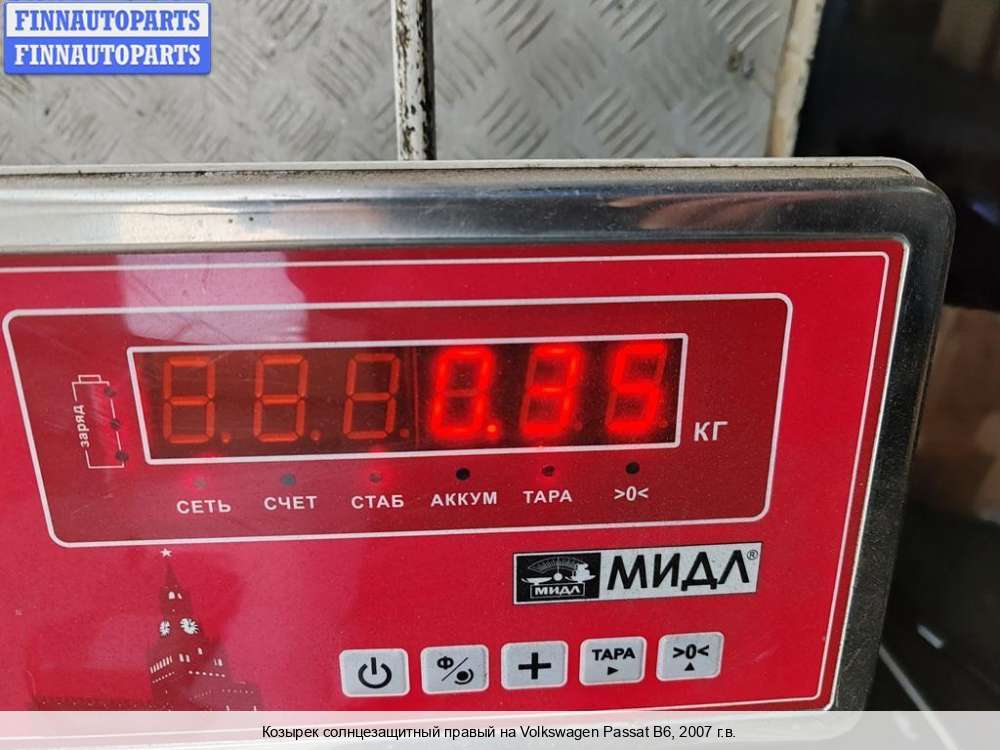 FINNAUTOPARTS
FINNAUTOPARTS
0.35
КГ
заряд
СЕТЬ СЧЕТ СТАБ АККУМ ТАРА >0<
МИДЛ МИДЛ®
Ф/ + ТАРА >0<
Козырек солнцезащитный правый на Volkswagen Passat B6, 2007 г.в.